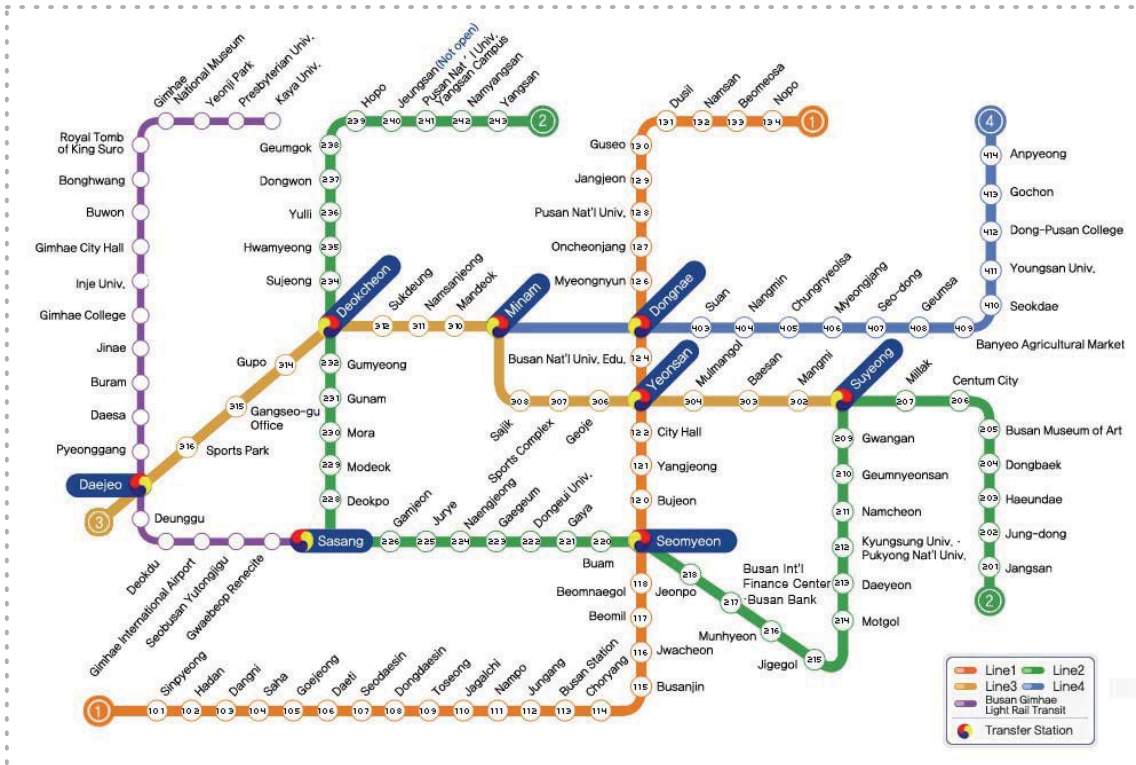 Gimhae
National Museum
Yeonji Park
Presbyterian Univ.
Kaya Univ.
Royal Tomb
of King Suro
Bonghwang
Buwon
Gimhae City Hall
Inje Univ.
Gimhae College
Jinae
Buram
Daesa
Pyeonggang
Daejeo
Deunggu
Deokdu
Gimhae International Airport
Seobusan Yutongjigu
Gwaebeop Renecite
Sasang
3
316 Sports Park
315 Gangseo-gu
Office
Gupo 314
Deokcheon
312 Sukdeung
311 Namsanjeong
310 Mandeok
Minam
308 Sajik
307 Sports Complex
306 Geoje
Yeonsan
304 Mulmangol
303 Baesan
302 Mangmi
Suyeong
2
243 Yangsan
242 Namyangsan
241 Pusan Nat'l Univ.
Yangsan Campus
240 Jeungsan(Not open)
239 Hopo
Geumgok 238
Dongwon 237
Yulli 236
Hwamyeong 235
Sujeong 234
232 Gumyeong
231 Gunam
230 Mora
229 Modeok
228 Deokpo
226 Gamjeon
225 Jurye
224 Naengjeong
223 Gaegeum
222 Dongeui Univ.
221 Gaya
220
Buam
Seomyeon
218
Jeonpo
217
Busan Int'l
Finance Center
·Busan Bank
216
Munhyeon
215
Jigegol
214 Motgol
213 Daeyeon
212 Kyungsung Univ. ·
Pukyong Nat'l Univ.
211 Namcheon
210 Geumnyeonsan
209 Gwangan
207 Millak
206 Centum City
205 Busan Museum of Art
204 Dongbaek
203 Haeundae
202 Jung-dong
201 Jangsan
2
1
134 Nopo
133 Beomeosa
132 Namsan
131 Dusil
Guseo 130
Jangjeon 129
Pusan Nat'l Univ. 128
Oncheonjang 127
Myeongnyun 126
Dongnae
Busan Nat'l Univ. Edu. 124
122 City Hall
121 Yangjeong
120 Bujeon
118
Beomnaegol
Beomil 117
116 Jwacheon
115 Busanjin
114 Choryang
113 Busan Station
112 Jungang
111 Nampo
110 Jagalchi
109 Toseong
108 Dongdaesin
107 Seodaesin
106 Daeti
105 Goejeong
104 Saha
103 Dangni
102 Hadan
101 Sinpyeong
1
4
414 Anpyeong
413 Gochon
412 Dong-Pusan College
411 Youngsan Univ.
410 Seokdae
409
Banyeo Agricultural Market
408 Geumsa
407 Seo-dong
406 Myeongjang
405 Chungnyeolsa
404 Nangmin
403 Suan
Line1 Line2
Line3 Line4
Busan Gimhae
Light Rail Transit
Transfer Station